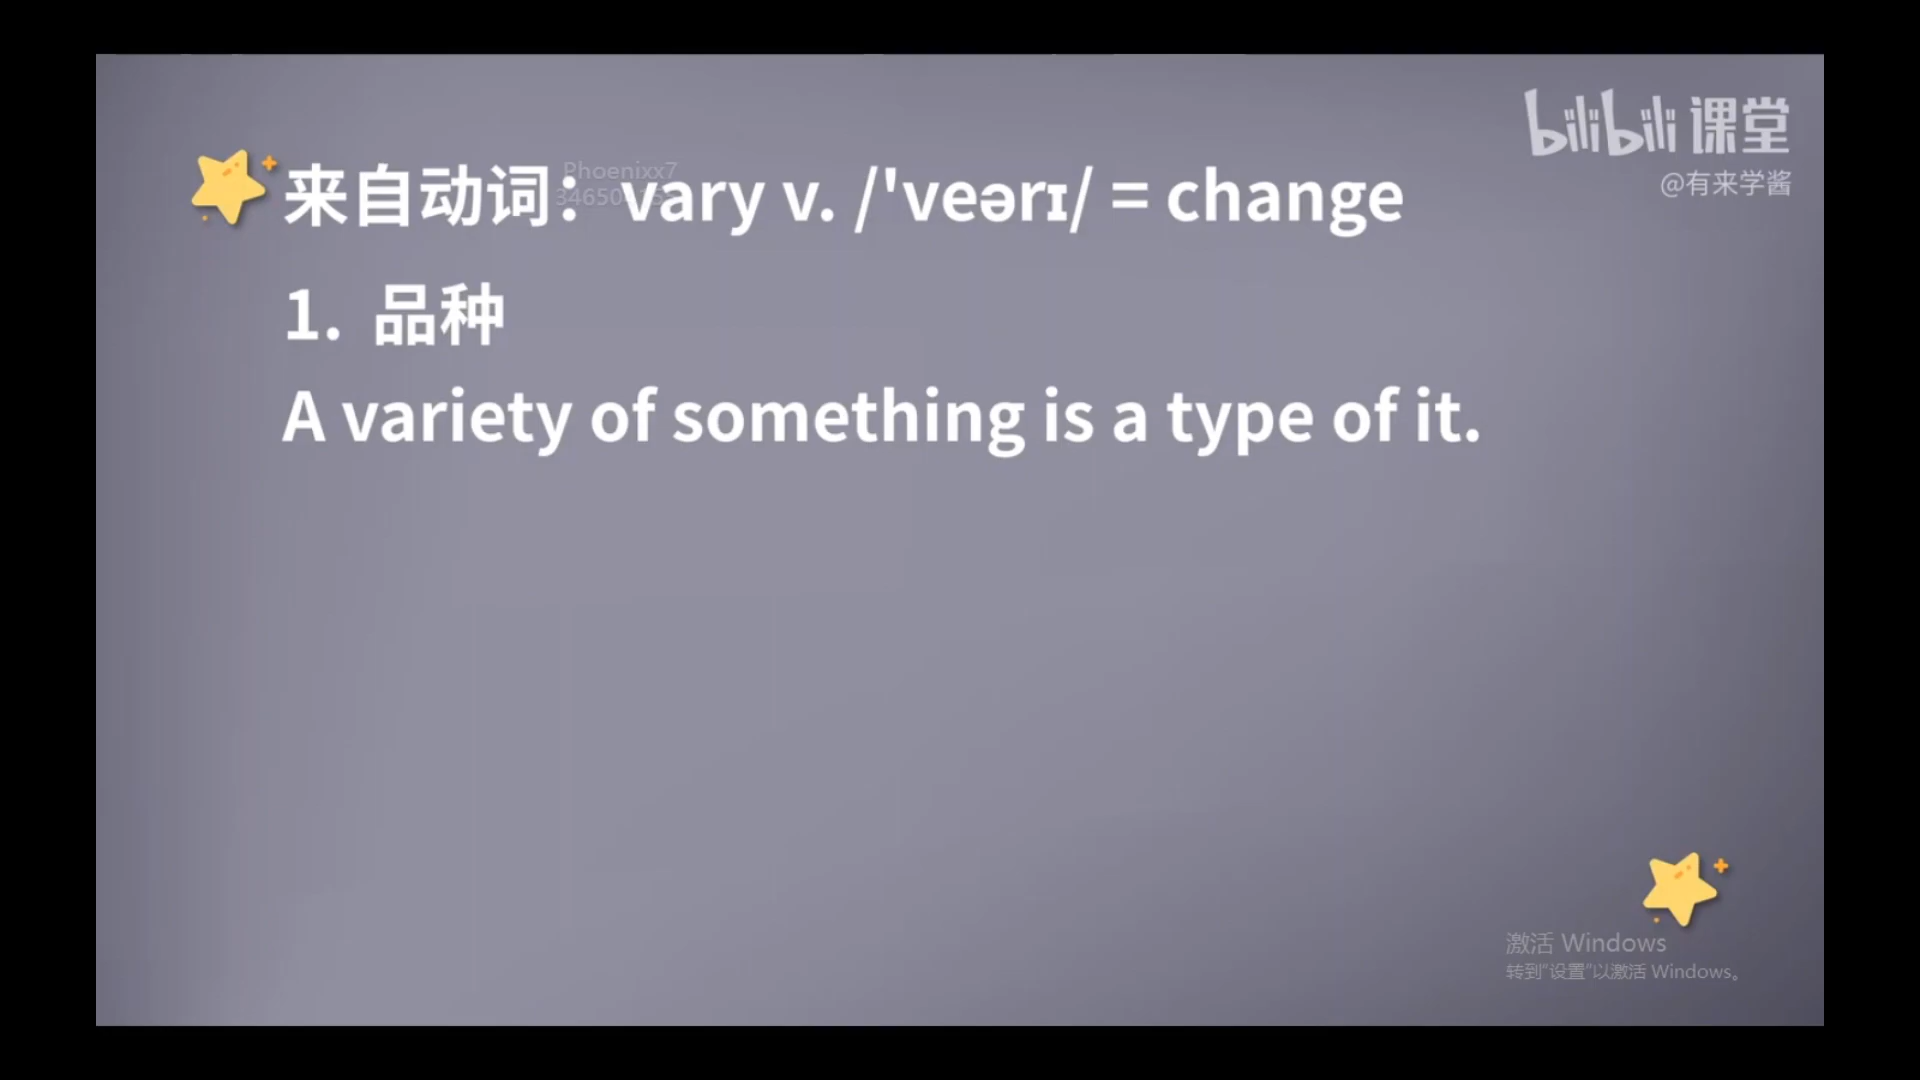 bilibili 课堂
@有来学酱
Phoenixx7
来自动词：vary v. /'veərɪ/ = change
1. 品种
A variety of something is a type of it.
激活 Windows
转到“设置”以激活 Windows。